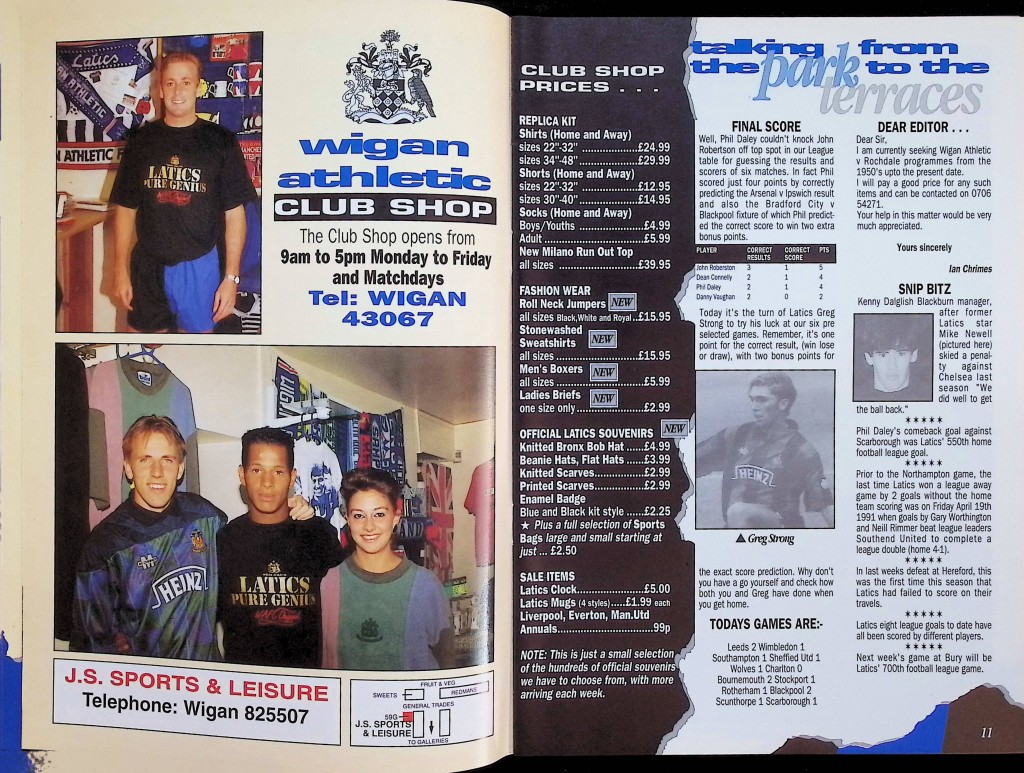 Latics
ATHLETIC
ATHLETIC F
LATICS
PURE GENIUS
wigan
athletic
CLUB SHOP
The Club Shop opens from
9am to 5pm Monday to Friday
and Matchdays
Tel: WIGAN
43067
HEINZ
LATICS
PURE GENIUS
J.S. SPORTS & LEISURE
Telephone: Wigan 825507
FRUIT & VEG
SWEETS
REDMANS
GENERAL TRADES
59G
J.S. SPORTS
& LEISURE
TO GALLERIES
CLUB SHOP
PRICES . . .
REPLICA KIT
Shirts (Home and Away)
sizes 22"-32" ...............£24.99
sizes 34"-48" ...............£29.99
Shorts (Home and Away)
sizes 22"-32" ...............£12.95
sizes 30"-40" ...............£14.95
Socks (Home and Away)
Boys/Youths .................£4.99
Adult ...........................£5.99
New Milano Run Out Top
all sizes ......................£39.95
FASHION WEAR
Roll Neck Jumpers NEW
all sizes Black,White and Royal ..£15.95
Stonewashed
Sweatshirts NEW
all sizes ......................£15.95
Men's Boxers NEW
all sizes ........................£5.99
Ladies Briefs NEW
one size only.................£2.99
OFFICIAL LATICS SOUVENIRS NEW
Knitted Bronx Bob Hat ......£4.99
Beanie Hats, Flat Hats ......£3.99
Knitted Scarves................£2.99
Printed Scarves................£2.99
Enamel Badge
Blue and Black kit style .....£2.25
★ Plus a full selection of Sports
Bags large and small starting at
just ... £2.50
SALE ITEMS
Latics Clock....................£5.00
Latics Mugs (4 styles).....£1.99 each
Liverpool, Everton, Man.Utd
Annuals...........................99p
NOTE: This is just a small selection
of the hundreds of official souvenirs
we have to choose from, with more
arriving each week.
talking from
the park to the
terraces
FINAL SCORE
Well, Phil Daley couldn't knock John
Robertson off top spot in our League
table for guessing the results and
scorers of six matches. In fact Phil
scored just four points by correctly
predicting the Arsenal v Ipswich result
and also the Bradford City v
Blackpool fixture of which Phil predict-
ed the correct score to win two extra
bonus points.
PLAYER CORRECT RESULTS CORRECT SCORE PTS
John Roberston 3 1 5
Dean Connelly 2 1 4
Phil Daley 2 1 4
Danny Vaughan 2 0 2
Today it's the turn of Latics Greg
Strong to try his luck at our six pre
selected games. Remember, it's one
point for the correct result, (win lose
or draw), with two bonus points for
HEINZ
▲ Greg Strong
the exact score prediction. Why don't
you have a go yourself and check how
both you and Greg have done when
you get home.
TODAYS GAMES ARE:-
Leeds 2 Wimbledon 1
Southampton 1 Sheffied Utd 1
Wolves 1 Charlton 0
Bournemouth 2 Stockport 1
Rotherham 1 Blackpool 2
Scunthorpe 1 Scarborough 1
DEAR EDITOR . . .
Dear Sir,
I am currently seeking Wigan Athletic
v Rochdale programmes from the
1950's upto the present date.
I will pay a good price for any such
items and can be contacted on 0706
54271.
Your help in this matter would be very
much appreciated.
Yours sincerely
Ian Chrimes
SNIP BITZ
Kenny Dalglish Blackburn manager,
after former
Latics star
Mike Newell
(pictured here)
skied a penal-
ty against
Chelsea last
season "We
did well to get
the ball back."
★★★★★
Phil Daley's comeback goal against
Scarborough was Latics' 550th home
football league goal.
★★★★★
Prior to the Northampton game, the
last time Latics won a league away
game by 2 goals without the home
team scoring was on Friday April 19th
1991 when goals by Gary Worthington
and Neill Rimmer beat league leaders
Southend United to complete a
league double (home 4-1).
★★★★★
In last weeks defeat at Hereford, this
was the first time this season that
Latics had failed to score on their
travels.
★★★★★
Latics eight league goals to date have
all been scored by different players.
★★★★★
Next week's game at Bury will be
Latics' 700th football league game.
11